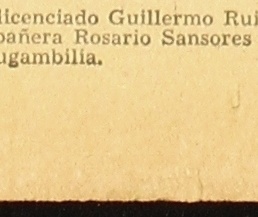 licenciado Guillermo Rui
pañera Rosario Sansores
ugambilia.